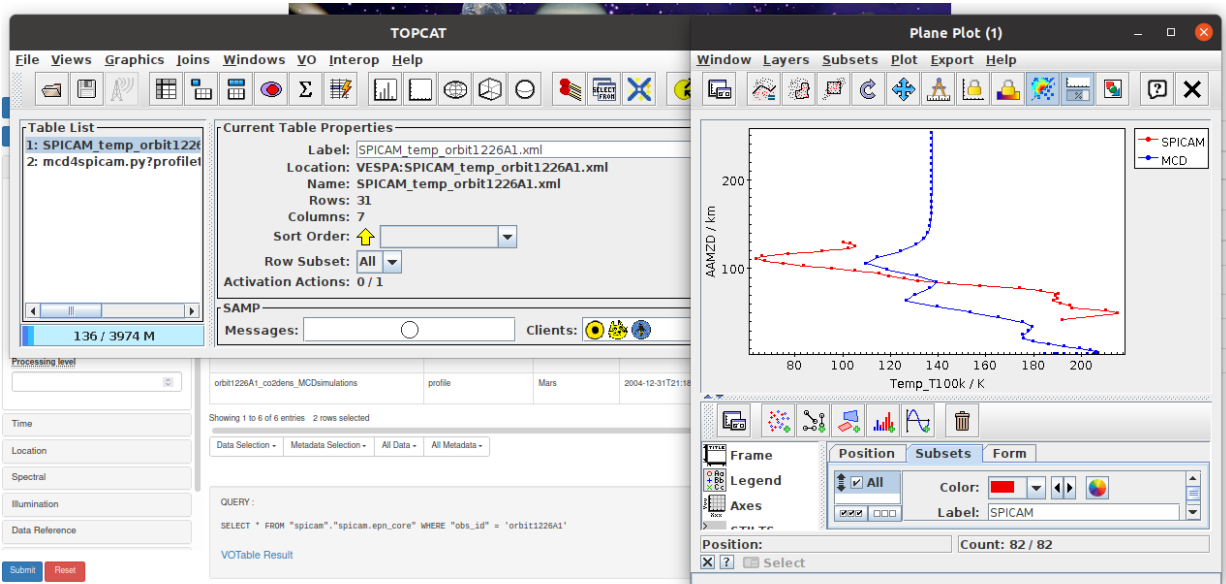 TOPCAT
File Views Graphics Joins Windows VO Interop Help
Σ
SELECT
FROM
Table List
1: SPICAM_temp_orbit1226
2: mcd4spicam.py?profilet
136 / 3974 M
Current Table Properties
Label: SPICAM_temp_orbit1226A1.xml
Location: VESPA:SPICAM_temp_orbit1226A1.xml
Name: SPICAM_temp_orbit1226A1.xml
Rows: 31
Columns: 7
Sort Order:
Row Subset: All
Activation Actions: 0 / 1
SAMP
Messages:
Clients:
Processing level
Time
Location
Spectral
Illumination
Data Reference
Submit Reset
orbit1226A1_co2dens_MCDsimulations profile Mars 2004-12-31T21:18
Showing 1 to 6 of 6 entries 2 rows selected
Data Selection Metadata Selection All Data All Metadata
QUERY :
SELECT * FROM "spicam"."spicam.epn_core" WHERE "obs_id" = 'orbit1226A1'
VOTable Result
Plane Plot (1)
Window Layers Subsets Plot Export Help
SPICAM
MCD
200
100
AAMZD / km
80 100 120 140 160 180 200
Temp_T100k / K
Frame
Legend
Axes
Position Subsets Form
All
Color:
Label: SPICAM
Position:
Count: 82 / 82
Select